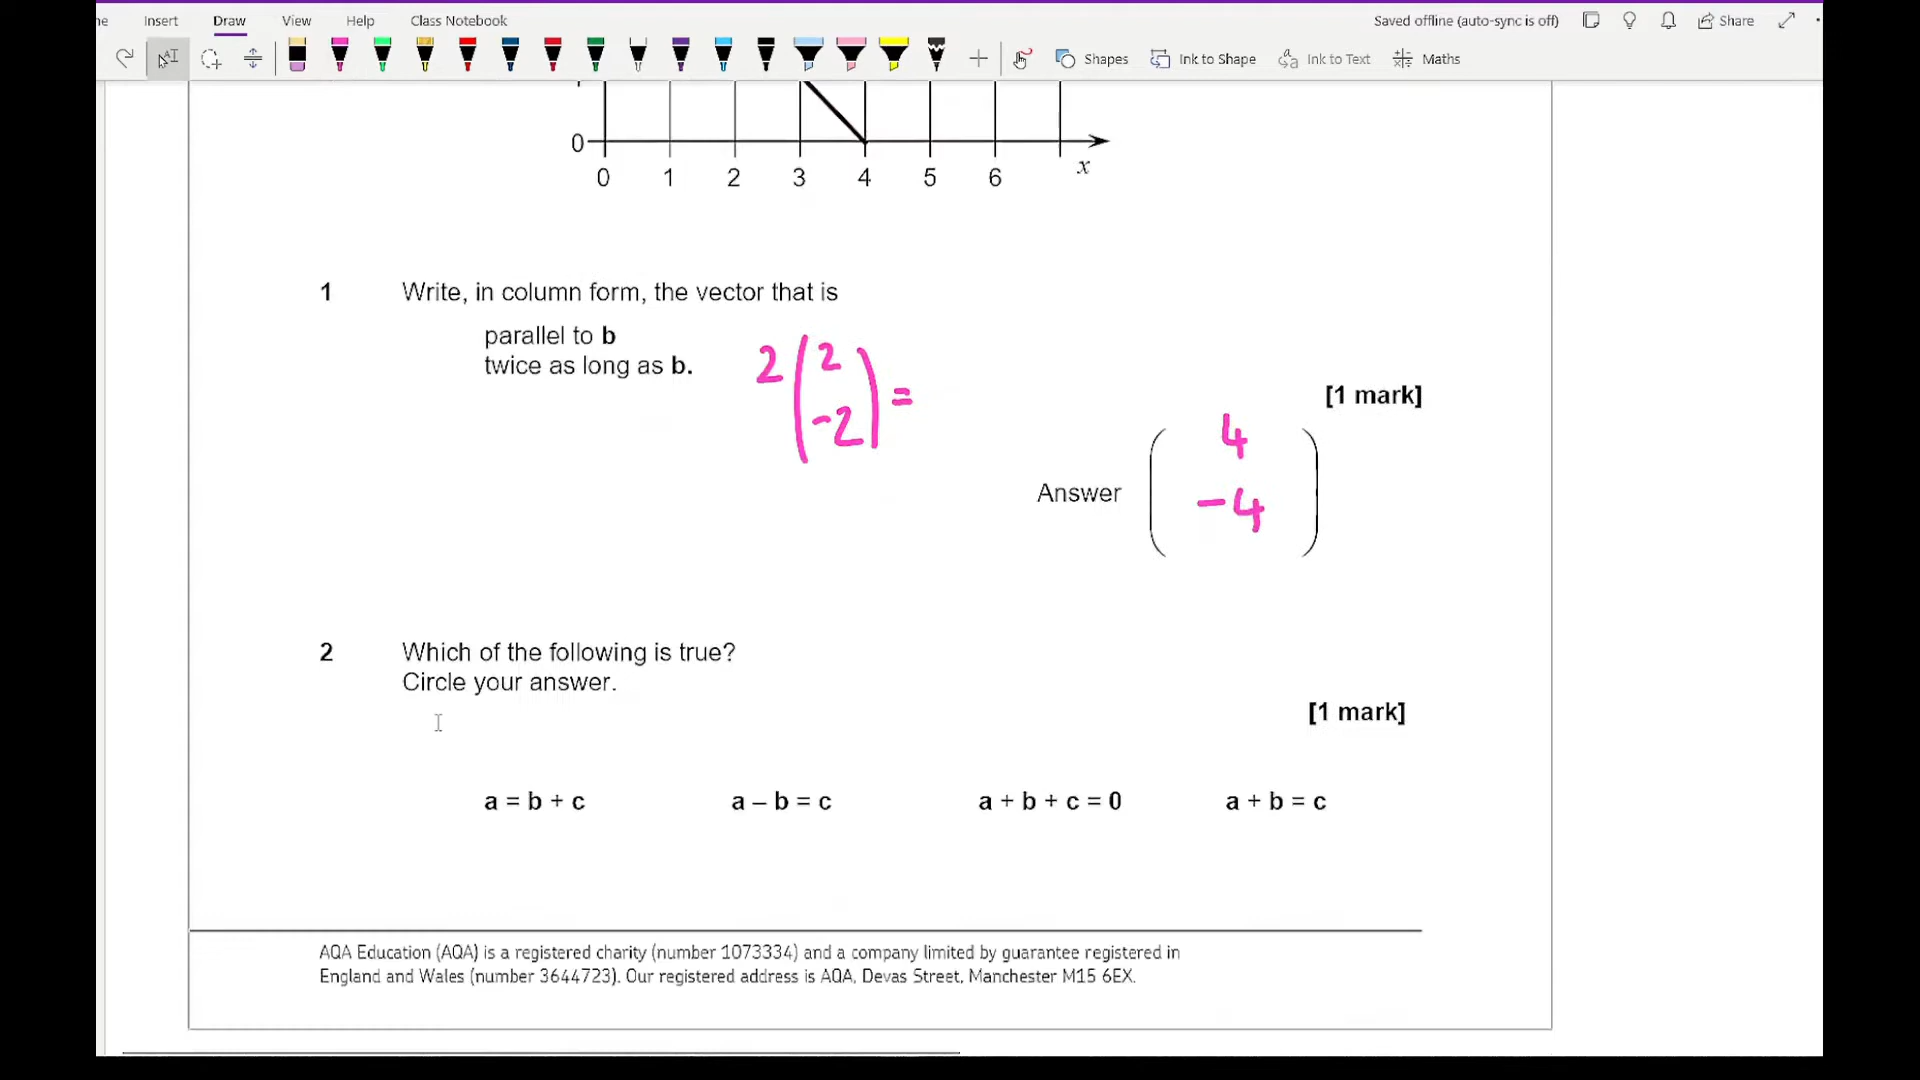 Insert Draw View Help Class Notebook Saved offline (auto-sync is off) Share
Shapes Ink to Shape Ink to Text Maths
0
x
0 1 2 3 4 5 6
1 Write, in column form, the vector that is
parallel to b
twice as long as b.
2 ( 2
-2 ) =
[1 mark]
Answer ( 4
-4 )
2 Which of the following is true?
Circle your answer.
[1 mark]
a = b + c a – b = c a + b + c = 0 a + b = c
AQA Education (AQA) is a registered charity (number 1073334) and a company limited by guarantee registered in
England and Wales (number 3644723). Our registered address is AQA, Devas Street, Manchester M15 6EX.